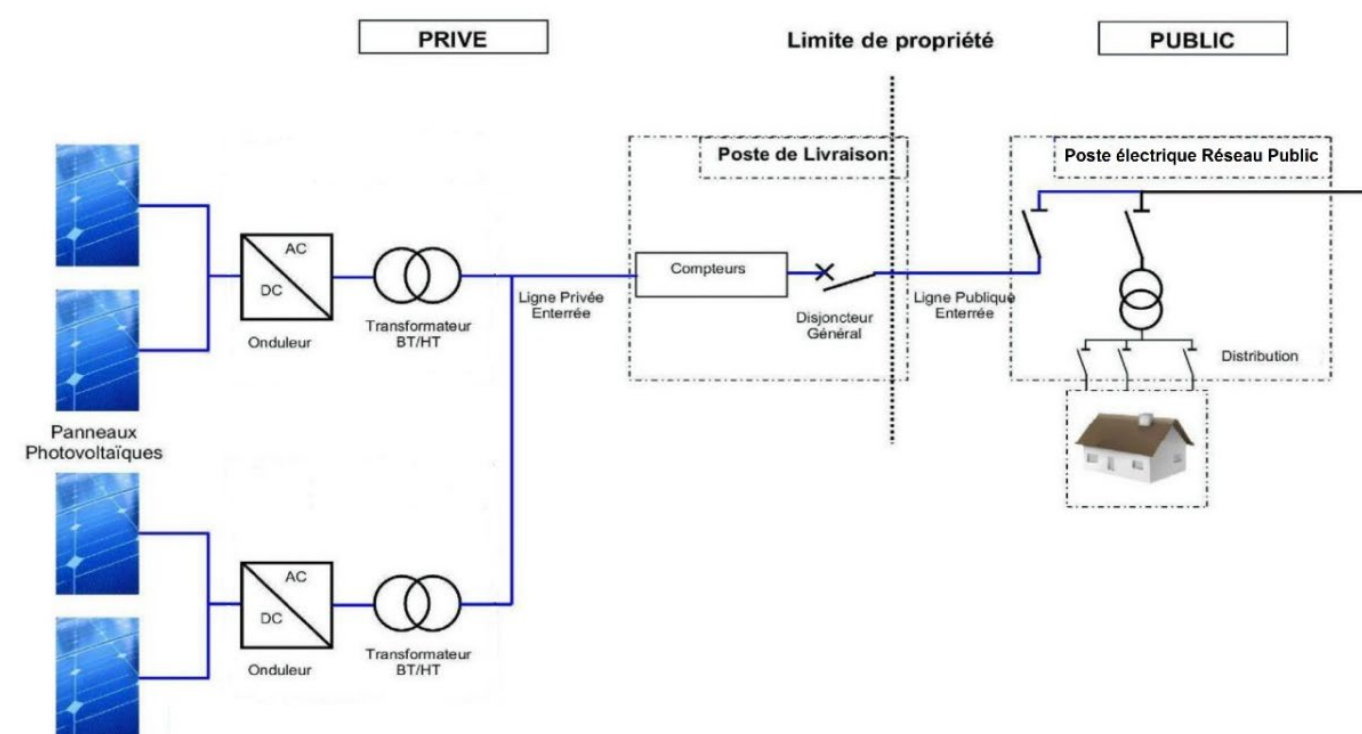 PRIVE
Limite de propriété
PUBLIC
Poste de Livraison
Poste électrique Réseau Public
AC
DC
Onduleur
Transformateur
BT/HT
Ligne Privée
Enterrée
Compteurs
Disjoncteur
Général
Ligne Publique
Enterrée
Distribution
Panneaux
Photovoltaïques
AC
DC
Onduleur
Transformateur
BT/HT